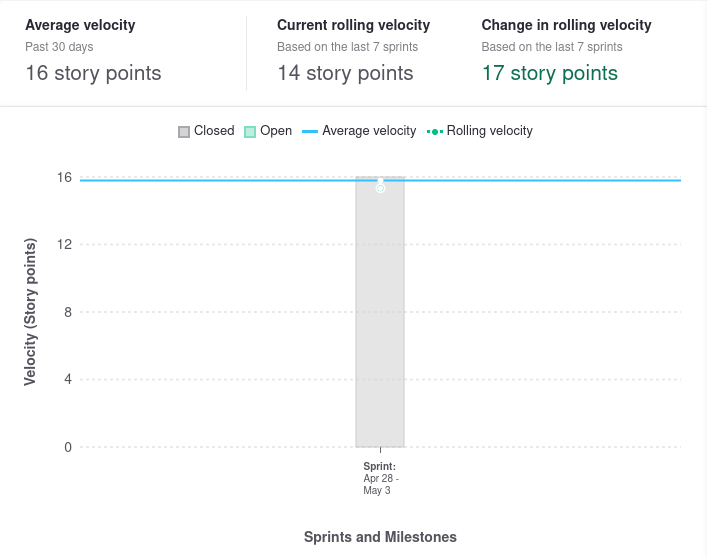 Average velocity
Past 30 days
16 story points
Current rolling velocity
Based on the last 7 sprints
14 story points
Change in rolling velocity
Based on the last 7 sprints
17 story points
Closed
Open
Average velocity
Rolling velocity
Velocity (Story points)
16
12
8
4
0
Sprint:
Apr 28 -
May 3
Sprints and Milestones